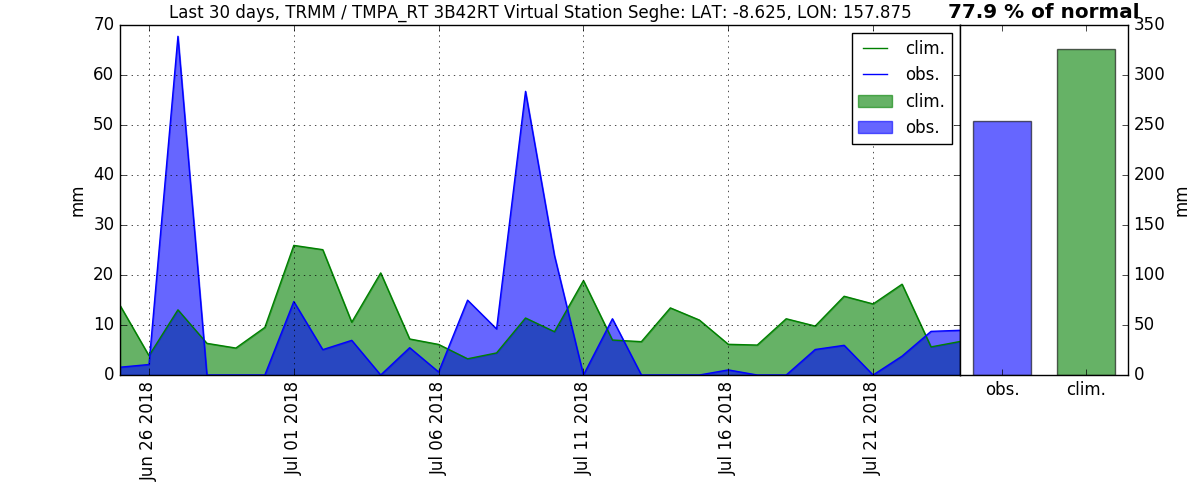 Last 30 days, TRMM / TMPA_RT 3B42RT Virtual Station Seghe: LAT: -8.625, LON: 157.875
77.9 % of normal
70
60
50
40
30
20
10
0
mm
clim.
obs.
clim.
obs.
Jun 26 2018
Jul 01 2018
Jul 06 2018
Jul 11 2018
Jul 16 2018
Jul 21 2018
350
300
250
200
150
100
50
0
mm
obs.
clim.